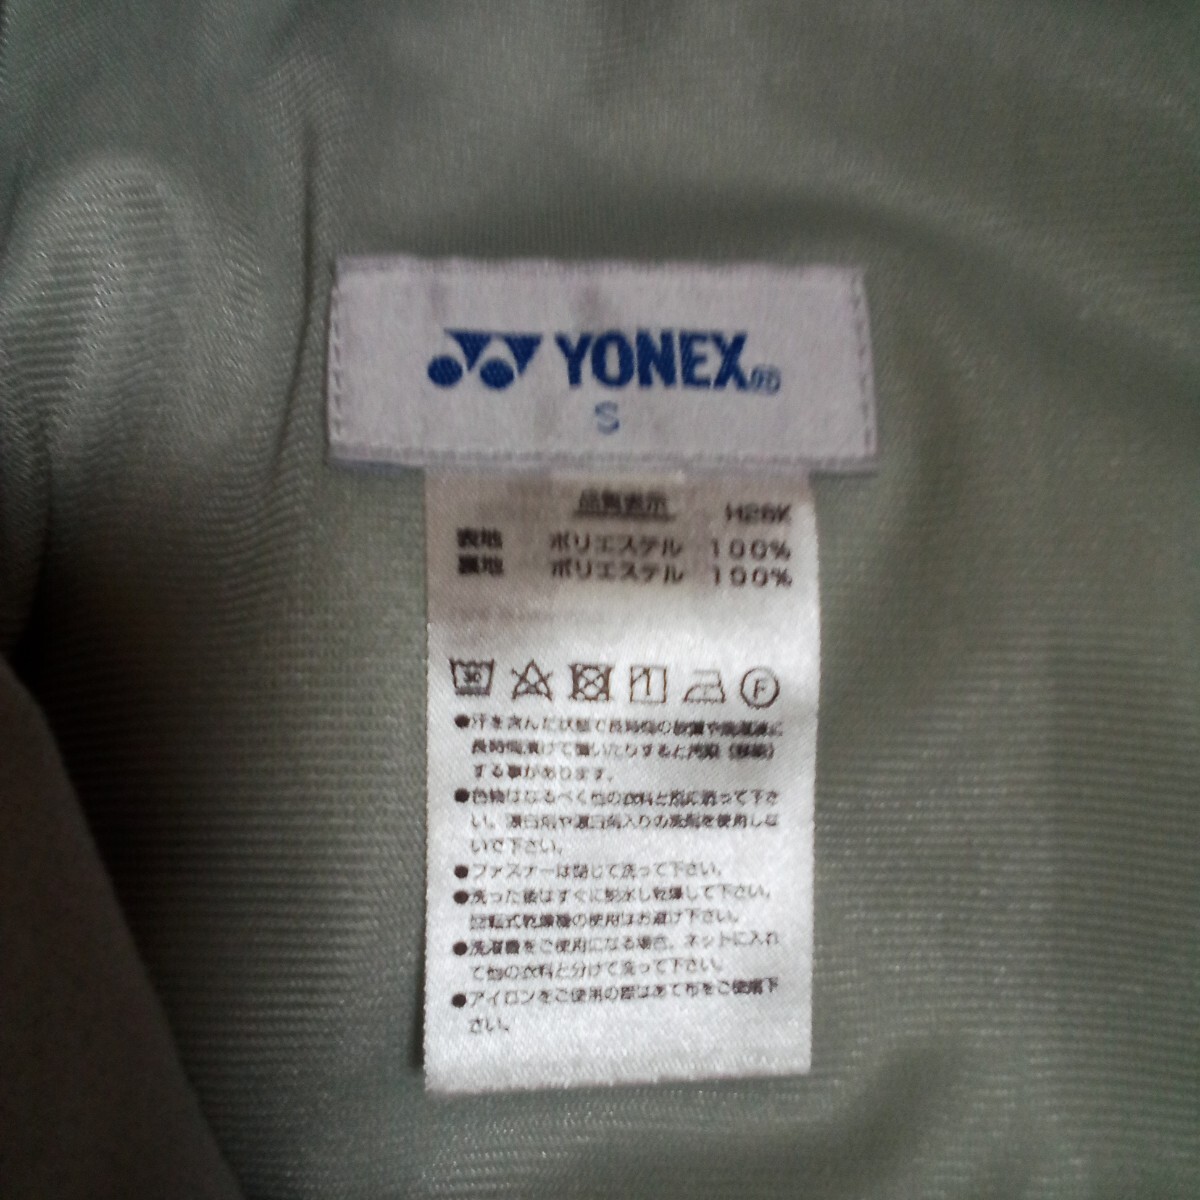 YONEX®
S
品質表示 H28K
表地 ポリエステル 100%
裏地 ポリエステル 100%
30
F
●汗を含んだ状態で長時間の放置や洗濯液に
長時間漬けて置いたりすると汚染（移染）
する事があります。
●色物はなるべく他の衣料と別に洗って下さ
い。漂白剤や漂白剤入りの洗剤を使用しな
いで下さい。
●ファスナーは閉じて洗って下さい。
●洗った後はすぐに脱水し乾燥して下さい。
回転式乾燥機の使用はお避け下さい。
●洗濯機をご使用になる場合、ネットに入れ
て他の衣料と分けて洗って下さい。
●アイロンをご使用の際はあて布をご使用下
さい。